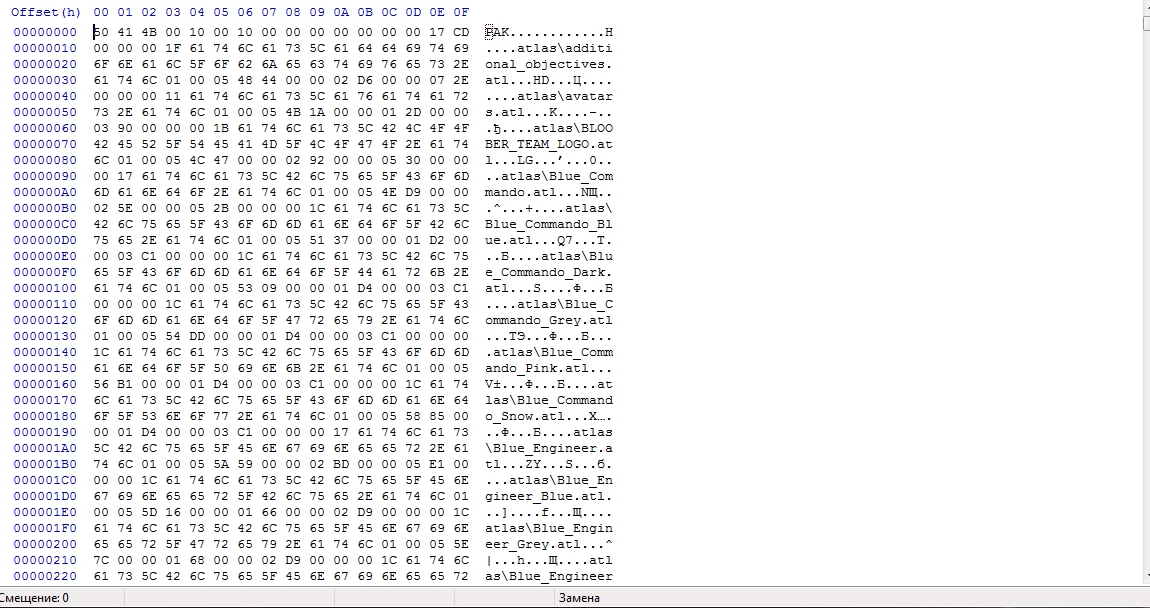 Offset(h) 00 01 02 03 04 05 06 07 08 09 0A 0B 0C 0D 0E 0F
00000000 50 41 4B 00 10 00 10 00 00 00 00 00 00 00 17 CD PAK............Н
00000010 00 00 00 1F 61 74 6C 61 73 5C 61 64 64 69 74 69 ....atlas\additi
00000020 6F 6E 61 6C 5F 6F 62 6A 65 63 74 69 76 65 73 2E onal_objectives.
00000030 61 74 6C 01 00 05 48 44 00 00 02 D6 00 00 07 2E atl...HD...Ц....
00000040 00 00 00 11 61 74 6C 61 73 5C 61 76 61 74 61 72 ....atlas\avatar
00000050 73 2E 61 74 6C 01 00 05 4B 1A 00 00 01 2D 00 00 s.atl...K....-..
00000060 03 90 00 00 00 1B 61 74 6C 61 73 5C 42 4C 4F 4F .ђ....atlas\BLOO
00000070 42 45 52 5F 54 45 41 4D 5F 4C 4F 47 4F 2E 61 74 BER_TEAM_LOGO.at
00000080 6C 01 00 05 4C 47 00 00 02 92 00 00 05 30 00 00 l...LG...’...0..
00000090 00 17 61 74 6C 61 73 5C 42 6C 75 65 5F 43 6F 6D ..atlas\Blue_Com
000000A0 6D 61 6E 64 6F 2E 61 74 6C 01 00 05 4E D9 00 00 mando.atl...NЩ..
000000B0 02 5E 00 00 05 2B 00 00 00 1C 61 74 6C 61 73 5C .^...+....atlas\
000000C0 42 6C 75 65 5F 43 6F 6D 6D 61 6E 64 6F 5F 42 6C Blue_Commando_Bl
000000D0 75 65 2E 61 74 6C 01 00 05 51 37 00 00 01 D2 00 ue.atl...Q7...Т.
000000E0 00 03 C1 00 00 00 1C 61 74 6C 61 73 5C 42 6C 75 ..Б....atlas\Blu
000000F0 65 5F 43 6F 6D 6D 61 6E 64 6F 5F 44 61 72 6B 2E e_Commando_Dark.
00000100 61 74 6C 01 00 05 53 09 00 00 01 D4 00 00 03 C1 atl...S....Ф...Б
00000110 00 00 00 1C 61 74 6C 61 73 5C 42 6C 75 65 5F 43 ....atlas\Blue_C
00000120 6F 6D 6D 61 6E 64 6F 5F 47 72 65 79 2E 61 74 6C ommando_Grey.atl
00000130 01 00 05 54 DD 00 00 01 D4 00 00 03 C1 00 00 00 ...TЭ...Ф...Б...
00000140 1C 61 74 6C 61 73 5C 42 6C 75 65 5F 43 6F 6D 6D .atlas\Blue_Comm
00000150 61 6E 64 6F 5F 50 69 6E 6B 2E 61 74 6C 01 00 05 ando_Pink.atl...
00000160 56 B1 00 00 01 D4 00 00 03 C1 00 00 00 1C 61 74 V±...Ф...Б....at
00000170 6C 61 73 5C 42 6C 75 65 5F 43 6F 6D 6D 61 6E 64 las\Blue_Command
00000180 6F 5F 53 6E 6F 77 2E 61 74 6C 01 00 05 58 85 00 o_Snow.atl...X….
00000190 00 01 D4 00 00 03 C1 00 00 00 17 61 74 6C 61 73 ..Ф...Б....atlas
000001A0 5C 42 6C 75 65 5F 45 6E 67 69 6E 65 65 72 2E 61 \Blue_Engineer.a
000001B0 74 6C 01 00 05 5A 59 00 00 02 BD 00 00 05 E1 00 tl...ZY...Ѕ...б.
000001C0 00 00 1C 61 74 6C 61 73 5C 42 6C 75 65 5F 45 6E ...atlas\Blue_En
000001D0 67 69 6E 65 65 72 5F 42 6C 75 65 2E 61 74 6C 01 gineer_Blue.atl.
000001E0 00 05 5D 16 00 00 01 66 00 00 02 D9 00 00 00 1C ..]....f...Щ....
000001F0 61 74 6C 61 73 5C 42 6C 75 65 5F 45 6E 67 69 6E atlas\Blue_Engin
00000200 65 65 72 5F 47 72 65 79 2E 61 74 6C 01 00 05 5E eer_Grey.atl...^
00000210 7C 00 00 01 68 00 00 02 D9 00 00 00 1C 61 74 6C |...h...Щ....atl
00000220 61 73 5C 42 6C 75 65 5F 45 6E 67 69 6E 65 65 72 as\Blue_Engineer
Смещение: 0 Замена